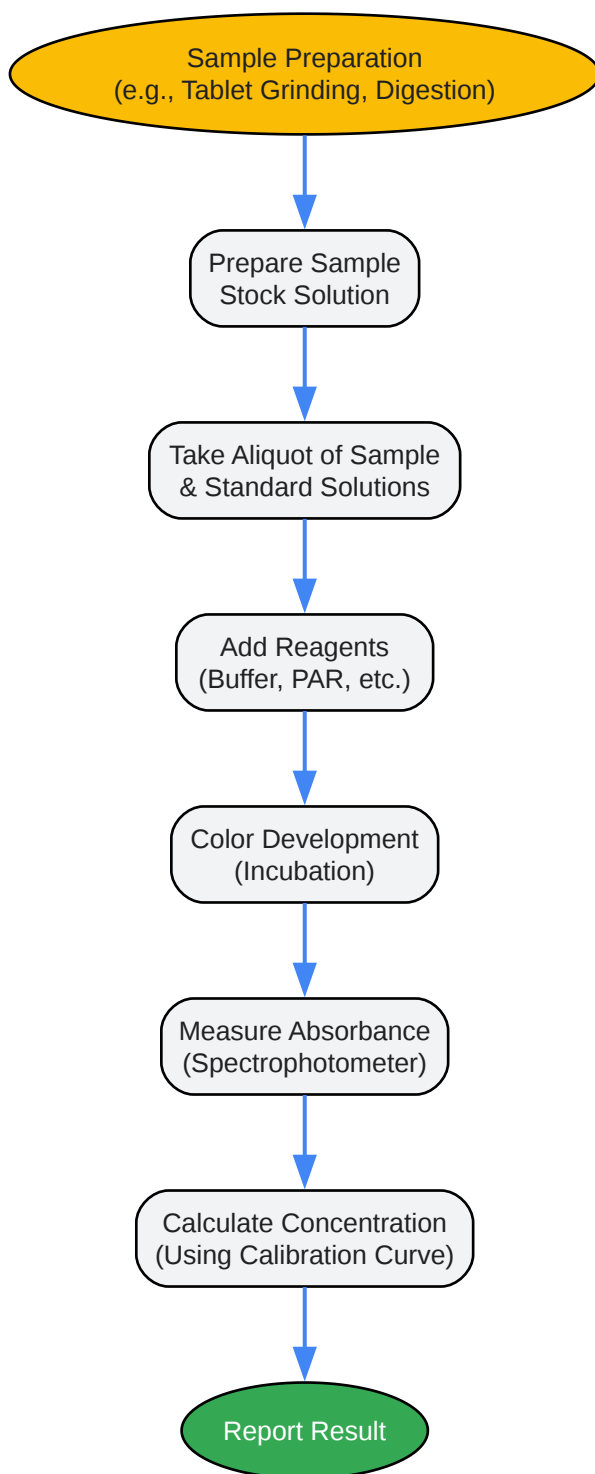 Sample Preparation
(e.g., Tablet Grinding, Digestion)
Prepare Sample
Stock Solution
Take Aliquot of Sample
& Standard Solutions
Add Reagents
(Buffer, PAR, etc.)
Color Development
(Incubation)
Measure Absorbance
(Spectrophotometer)
Calculate Concentration
(Using Calibration Curve)
Report Result